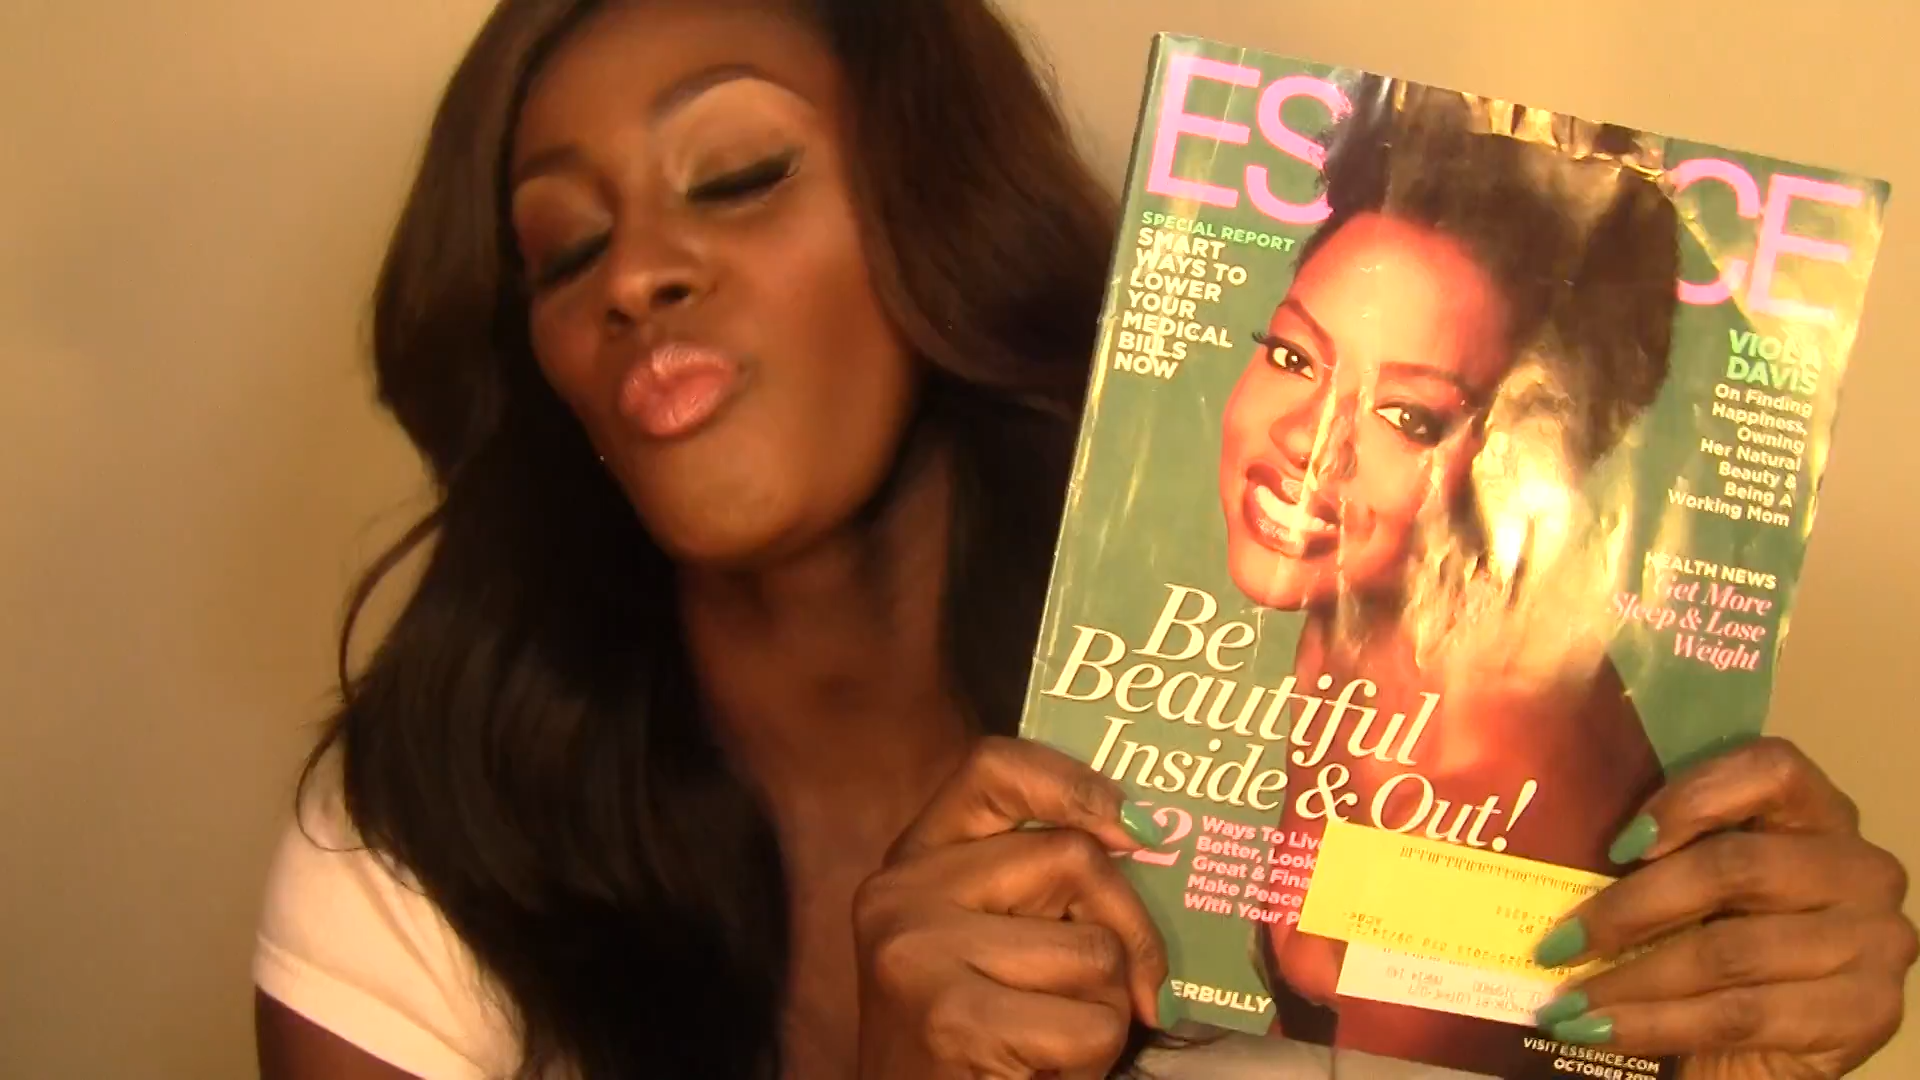 ES CE
SPECIAL REPORT
SMART
WAYS TO
LOWER
YOUR
MEDICAL
BILLS
NOW
VIOLA
DAVIS
On Finding
Happiness,
Owning
Her Natural
Beauty &
Being A
Working Mom
HEALTH NEWS
Get More
Sleep & Lose
Weight
Be
Beautiful
Inside & Out!
2
Ways To Live
Better, Look
Great &
Make Peace
With Your
ERBULLY
VISIT ESSENCE.COM
OCTOBER